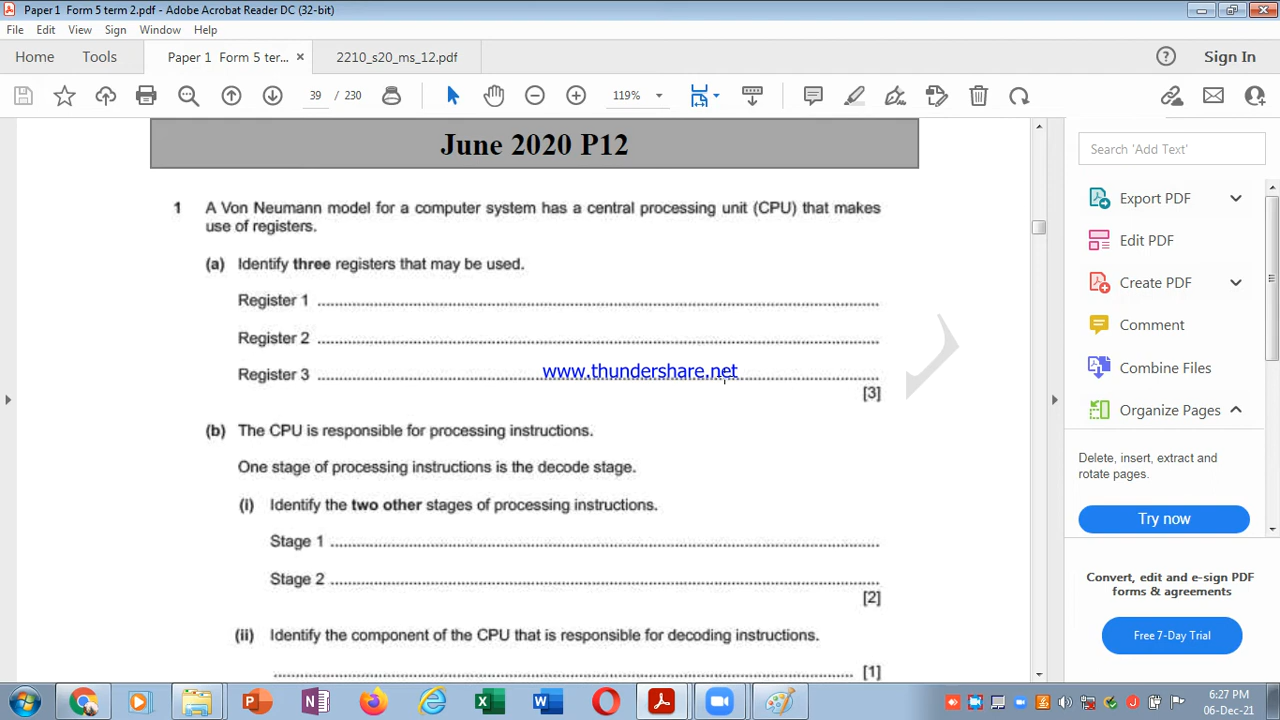 Paper 1 Form 5 term 2.pdf - Adobe Acrobat Reader DC (32-bit)
File Edit View Sign Window Help
Home Tools Paper 1 Form 5 ter... × 2210_s20_ms_12.pdf Sign In
39 / 230 119%
June 2020 P12
1 A Von Neumann model for a computer system has a central processing unit (CPU) that makes
use of registers.
(a) Identify three registers that may be used.
Register 1
Register 2
Register 3 www.thundershare.net
[3]
(b) The CPU is responsible for processing instructions.
One stage of processing instructions is the decode stage.
(i) Identify the two other stages of processing instructions.
Stage 1
Stage 2
[2]
(ii) Identify the component of the CPU that is responsible for decoding instructions.
[1]
Search 'Add Text'
Export PDF
Edit PDF
Create PDF
Comment
Combine Files
Organize Pages
Delete, insert, extract and
rotate pages.
Try now
Convert, edit and e-sign PDF
forms & agreements
Free 7-Day Trial
6:27 PM
06-Dec-21